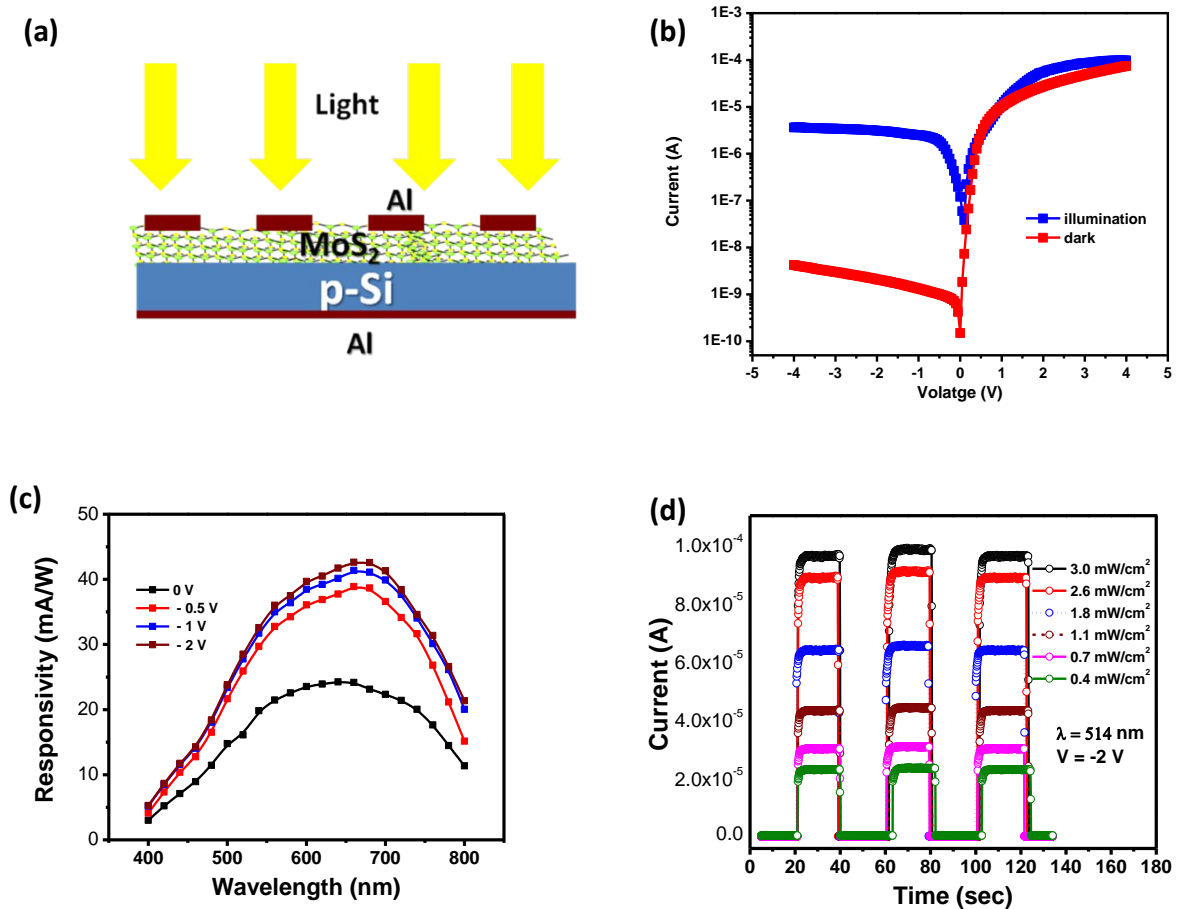 (a)
Light
Al
MoS₂
p-Si
Al
(b)
1E-3
1E-4
1E-5
1E-6
1E-7
1E-8
1E-9
1E-10
Current (A)
illumination
dark
-5 -4 -3 -2 -1 0 1 2 3 4 5
Volatge (V)
(c)
50
40
30
20
10
0
Responsivity (mA/W)
0 V
- 0.5 V
- 1 V
- 2 V
400 500 600 700 800
Wavelength (nm)
(d)
1.0x10⁻⁴
8.0x10⁻⁵
6.0x10⁻⁵
4.0x10⁻⁵
2.0x10⁻⁵
0.0
Current (A)
3.0 mW/cm²
2.6 mW/cm²
1.8 mW/cm²
1.1 mW/cm²
0.7 mW/cm²
0.4 mW/cm²
λ = 514 nm
V = -2 V
0 20 40 60 80 100 120 140 160 180
Time (sec)